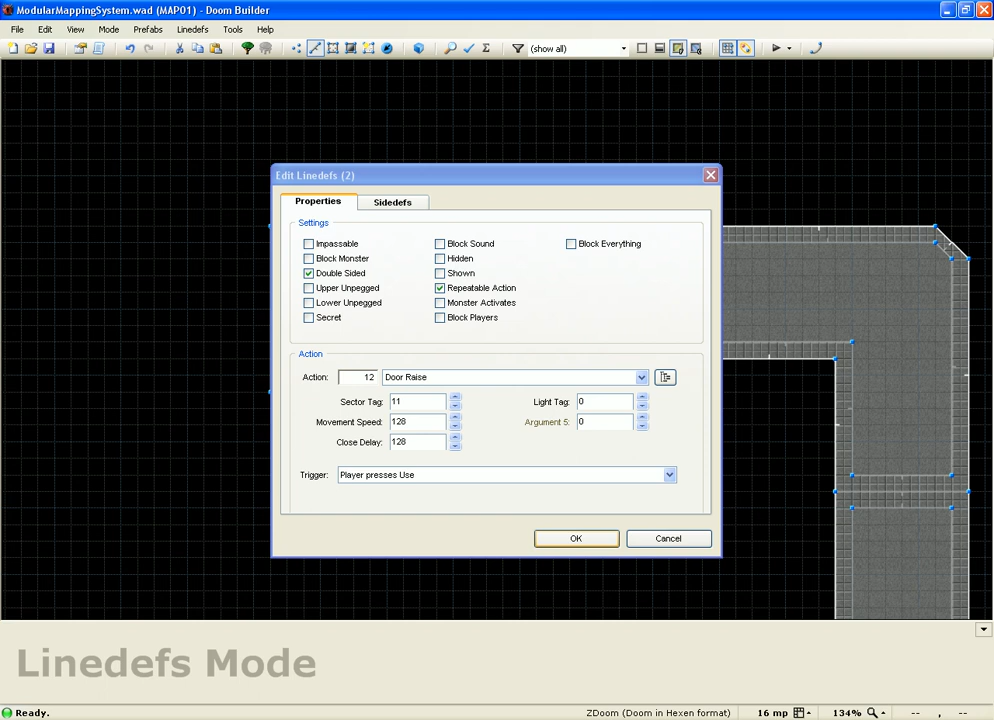 ModularMappingSystem.wad (MAP01) - Doom Builder
File Edit View Mode Prefabs Linedefs Tools Help
(show all)
Edit Linedefs (2)
Properties Sidedefs
Settings
Impassable Block Sound Block Everything
Block Monster Hidden
Double Sided Shown
Upper Unpegged Repeatable Action
Lower Unpegged Monster Activates
Secret Block Players
Action
Action: 12 Door Raise
Sector Tag: 11 Light Tag: 0
Movement Speed: 128 Argument 5: 0
Close Delay: 128
Trigger: Player presses Use
OK Cancel
Linedefs Mode
Ready. ZDoom (Doom in Hexen format) 16 mp 134% -- , --